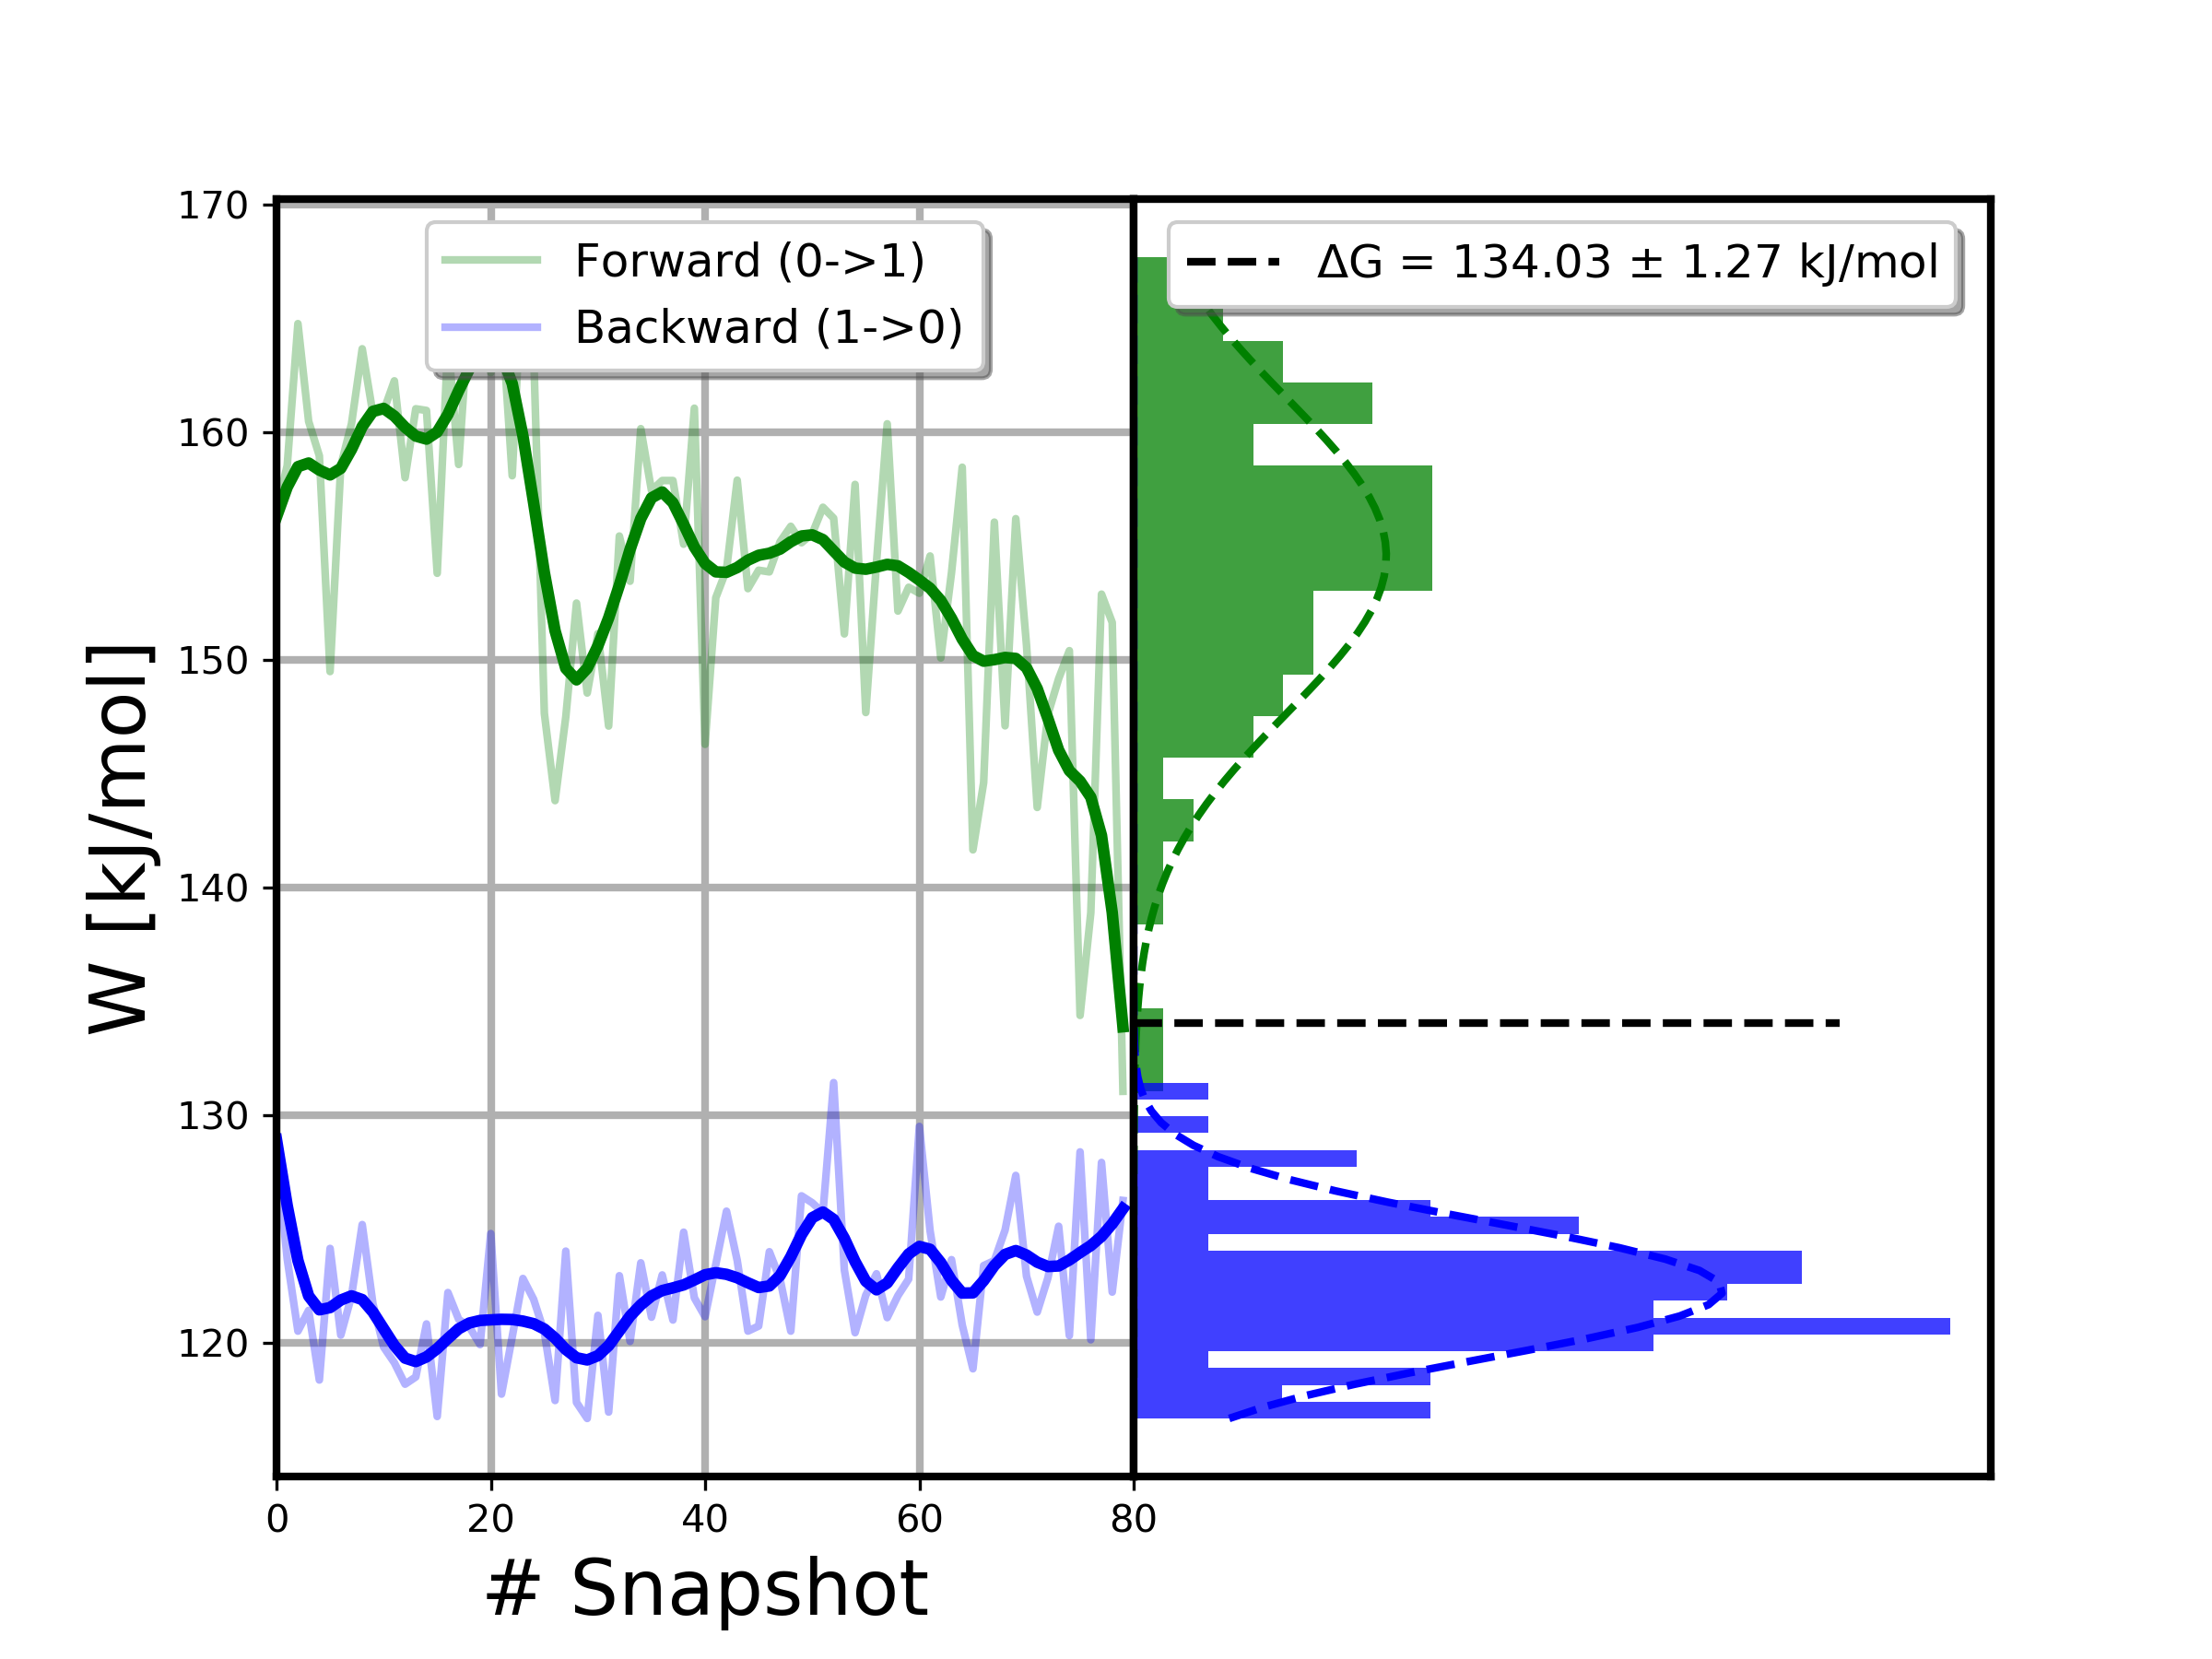 170
160
150
140
130
120
W [kJ/mol]
Forward (0->1)
Backward (1->0)
ΔG = 134.03 ± 1.27 kJ/mol
0 20 40 60 80
# Snapshot